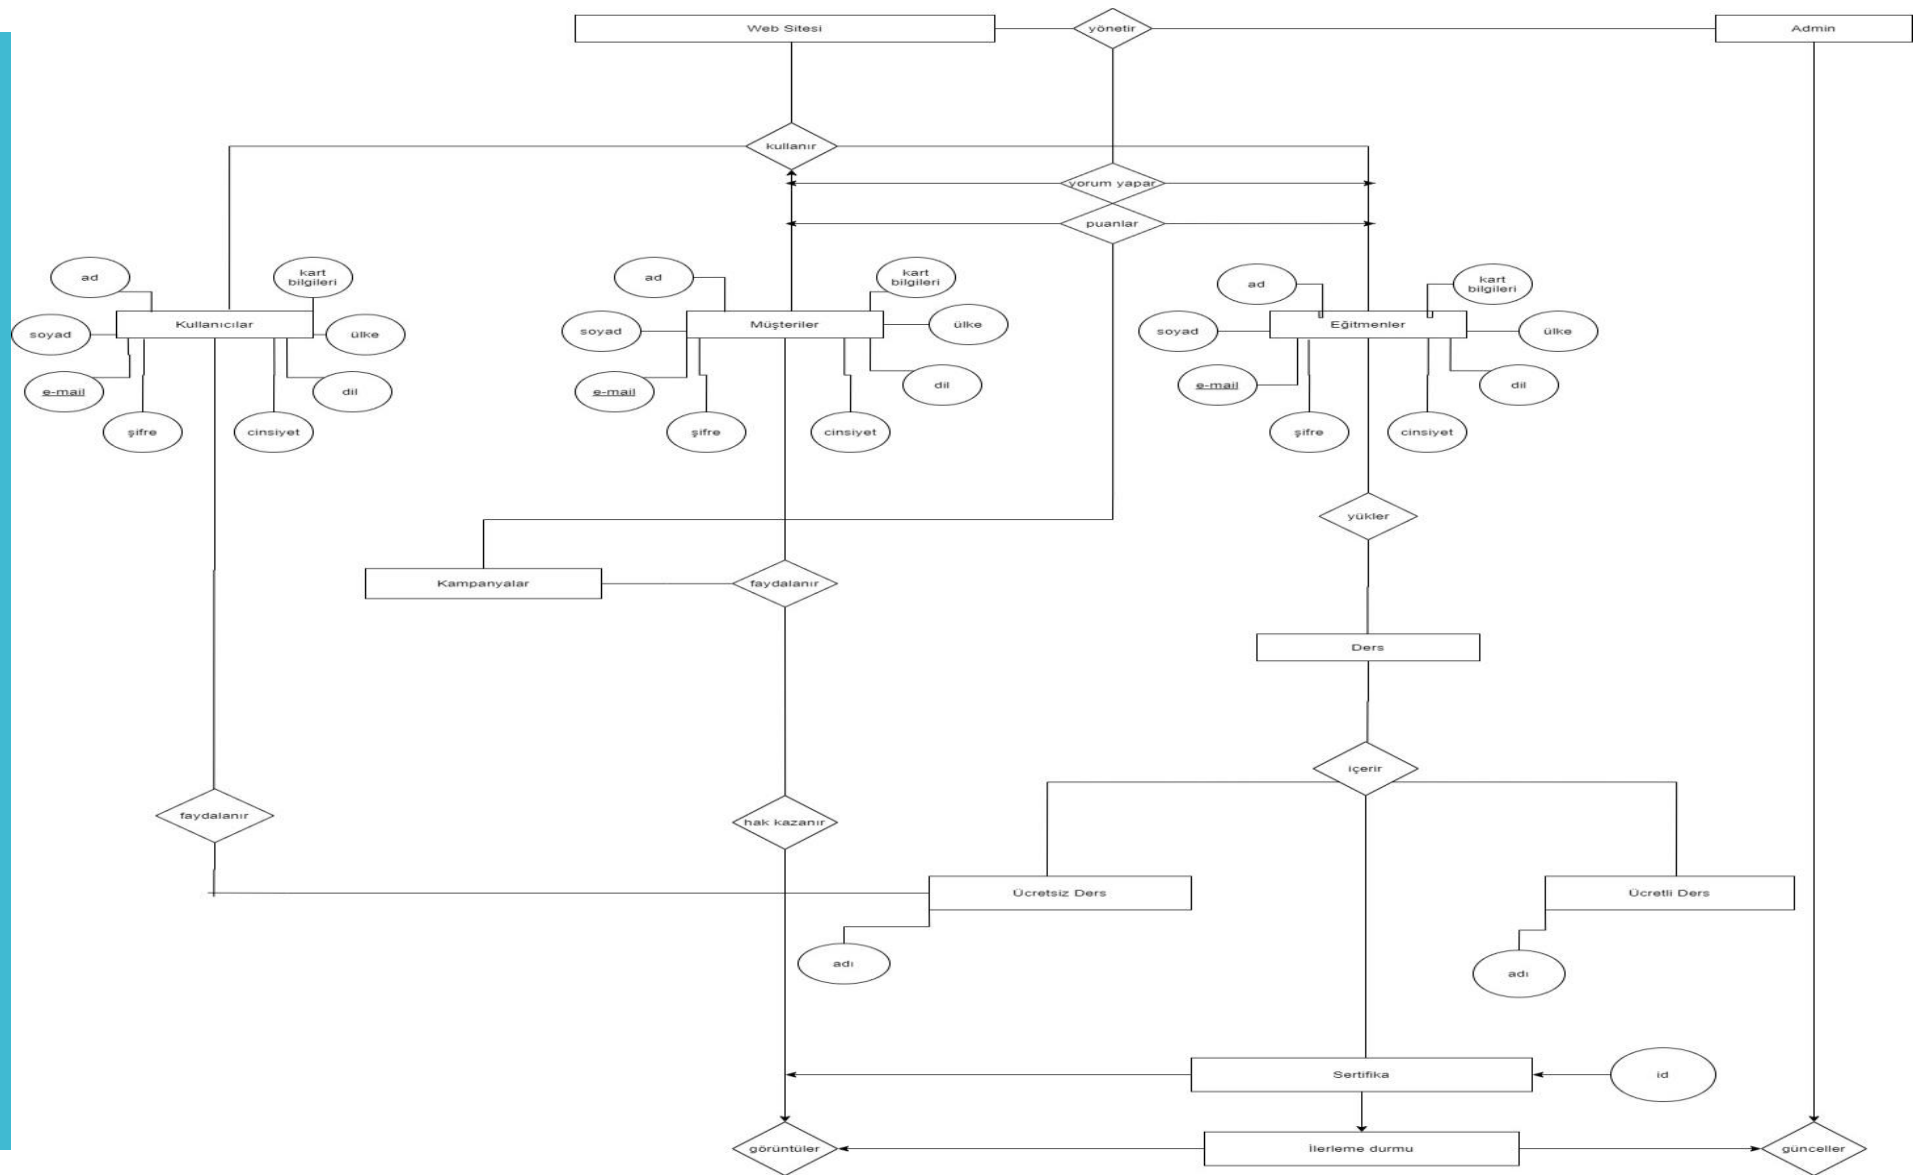 Web Sitesi
yönetir
Admin
kullanır
yorum yapar
puanlar
ad
kart
bilgileri
Kullanıcılar
soyad
ülke
e-mail
dil
şifre
cinsiyet
ad
kart
bilgileri
Müşteriler
soyad
ülke
e-mail
dil
şifre
cinsiyet
ad
kart
bilgileri
Eğitmenler
soyad
ülke
e-mail
dil
şifre
cinsiyet
yükler
Kampanyalar
faydalanır
Ders
içerir
faydalanır
hak kazanır
Ücretsiz Ders
Ücretli Ders
adı
adı
Sertifika
id
görüntüler
İlerleme durmu
günceller